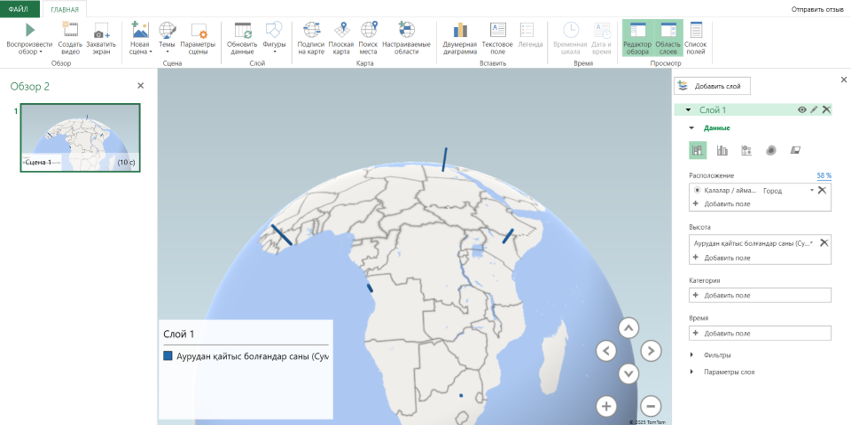 ФАЙЛ ГЛАВНАЯ Отправить отзыв
Воспроизвести обзор
Создать видео
Захватить экран
Новая сцена
Темы
Параметры сцены
Обновить данные
Фигуры
Подписи на карте
Плоская карта
Поиск места
Настраиваемые области
Двумерная диаграмма
Текстовое поле
Легенда
Временная шкала
Дата и время
Редактор обзора
Область слоев
Список полей
Обзор Сцена Слой Карта Вставить Время Просмотр
Обзор 2
1
Сцена 1 (10 с)
Слой 1
Аурудан қайтыс болғандар саны (Сум
© 2025 TomTom
Добавить слой
Слой 1
Данные
Расположение 58 %
Калалар / айма... Город
Добавить поле
Высота
Аурудан қайтыс болғандар саны (Су...
Добавить поле
Категория
Добавить поле
Время
Добавить поле
Фильтры
Параметры слоя